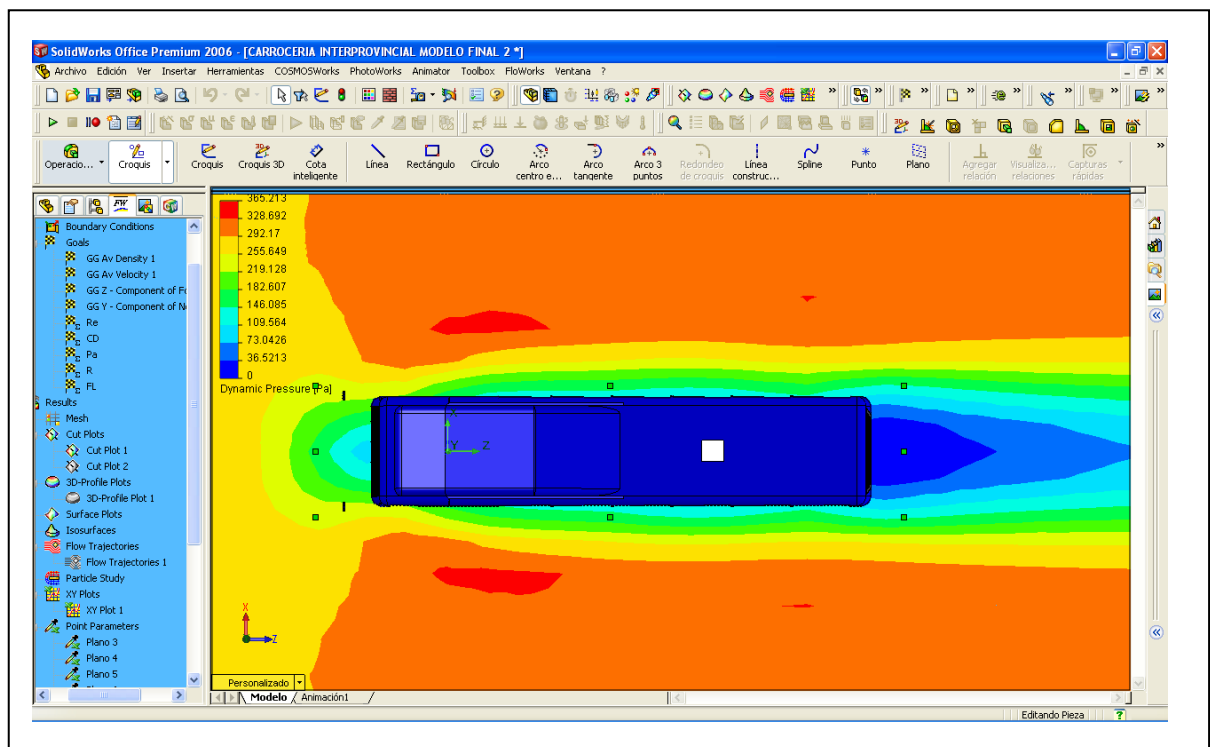 SolidWorks Office Premium 2006 - [CARROCERIA INTERPROVINCIAL MODELO FINAL 2 *]
Archivo Edición Ver Insertar Herramientas COSMOSWorks PhotoWorks Animator Toolbox FloWorks Ventana ?
Operacio... Croquis Croquis Croquis 3D Cota inteligente Línea Rectángulo Círculo Arco centro e... Arco tangente Arco 3 puntos Redondeo de croquis Línea construc... Spline Punto Plano Agregar relación Visualiza... relaciones Capturas rápidas
FW
Boundary Conditions
Goals
GG Av Density 1
GG Av Velocity 1
GG Z - Component of Fo
GG Y - Component of No
Re
CD
Pa
R
FL
Results
Mesh
Cut Plots
Cut Plot 1
Cut Plot 2
3D-Profile Plots
3D-Profile Plot 1
Surface Plots
Isosurfaces
Flow Trajectories
Flow Trajectories 1
Particle Study
XY Plots
XY Plot 1
Point Parameters
Plano 3
Plano 4
Plano 5
365.213
328.692
292.17
255.649
219.128
182.607
146.085
109.564
73.0426
36.5213
0
Dynamic Pressure [Pa]
X
Y Z
X
Z
Personalizado
Modelo Animación1
Editando Pieza ?